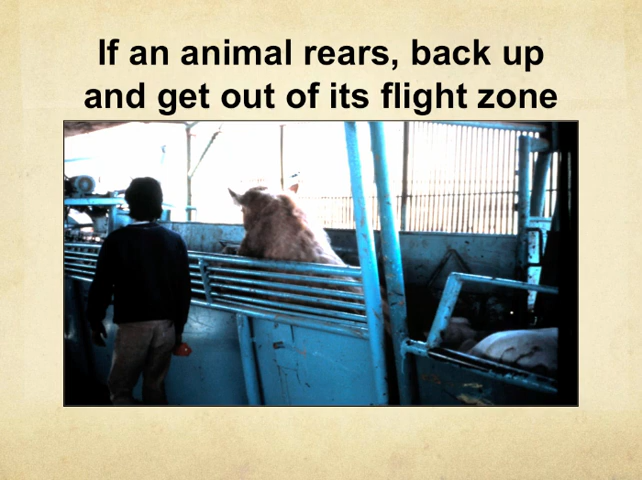 If an animal rears, back up
and get out of its flight zone